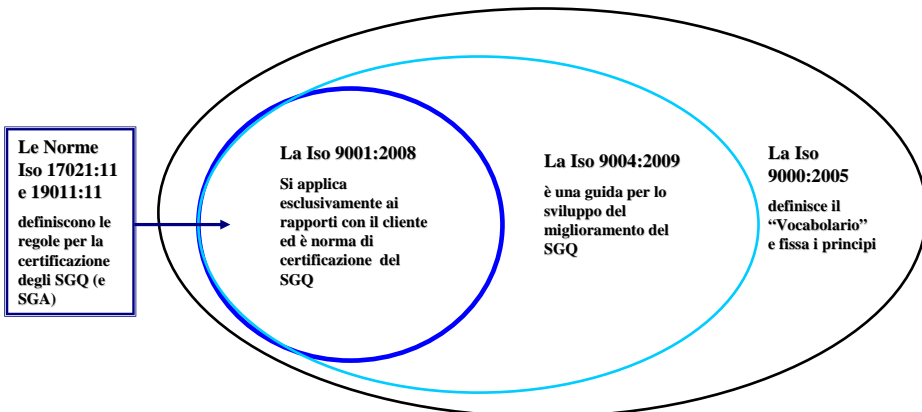 Le Norme
Iso 17021:11
e 19011:11
definiscono le
regole per la
certificazione
degli SGQ (e
SGA)
La Iso 9001:2008
Si applica
esclusivamente ai
rapporti con il cliente
ed è norma di
certificazione del
SGQ
La Iso 9004:2009
è una guida per lo
sviluppo del
miglioramento del
SGQ
La Iso
9000:2005
definisce il
“Vocabolario”
e fissa i principi